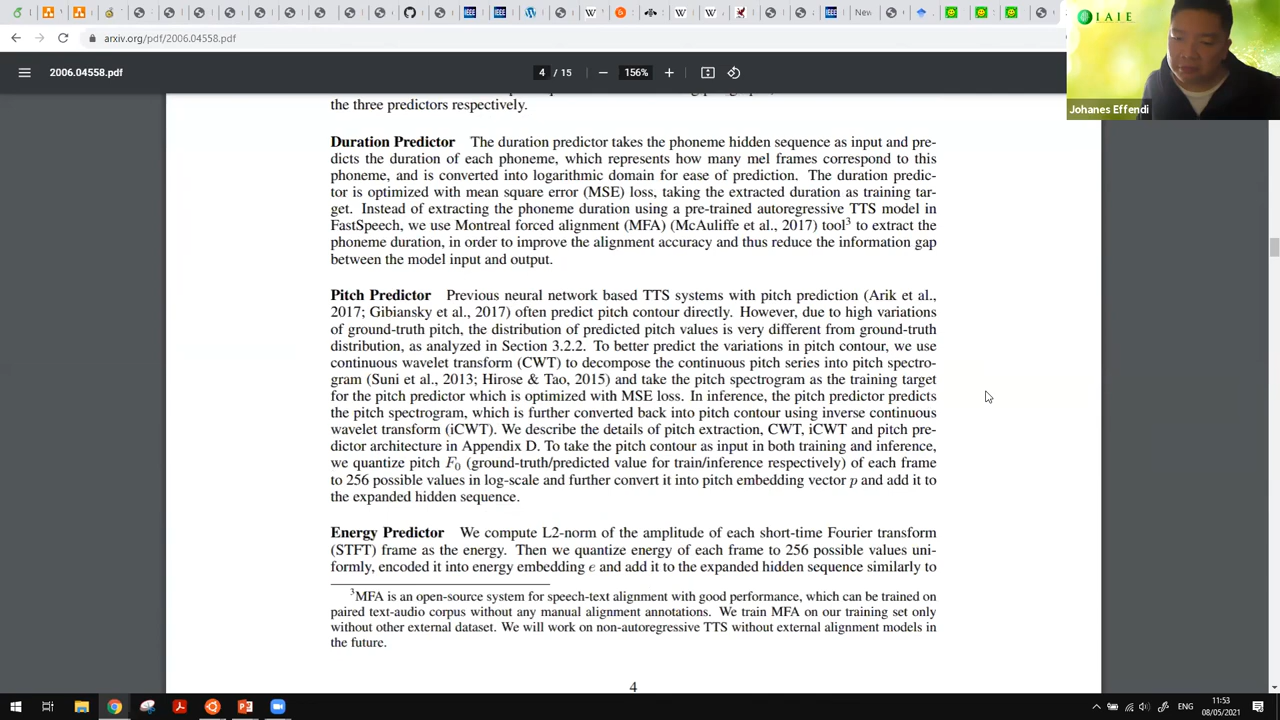 New
arxiv.org/pdf/2006.04558.pdf
IAIE
2006.04558.pdf
4 / 15
156%
Johanes Effendi
the three predictors respectively.
Duration Predictor The duration predictor takes the phoneme hidden sequence as input and pre-
dicts the duration of each phoneme, which represents how many mel frames correspond to this
phoneme, and is converted into logarithmic domain for ease of prediction. The duration predic-
tor is optimized with mean square error (MSE) loss, taking the extracted duration as training tar-
get. Instead of extracting the phoneme duration using a pre-trained autoregressive TTS model in
FastSpeech, we use Montreal forced alignment (MFA) (McAuliffe et al., 2017) tool3 to extract the
phoneme duration, in order to improve the alignment accuracy and thus reduce the information gap
between the model input and output.
Pitch Predictor Previous neural network based TTS systems with pitch prediction (Arik et al.,
2017; Gibiansky et al., 2017) often predict pitch contour directly. However, due to high variations
of ground-truth pitch, the distribution of predicted pitch values is very different from ground-truth
distribution, as analyzed in Section 3.2.2. To better predict the variations in pitch contour, we use
continuous wavelet transform (CWT) to decompose the continuous pitch series into pitch spectro-
gram (Suni et al., 2013; Hirose & Tao, 2015) and take the pitch spectrogram as the training target
for the pitch predictor which is optimized with MSE loss. In inference, the pitch predictor predicts
the pitch spectrogram, which is further converted back into pitch contour using inverse continuous
wavelet transform (iCWT). We describe the details of pitch extraction, CWT, iCWT and pitch pre-
dictor architecture in Appendix D. To take the pitch contour as input in both training and inference,
we quantize pitch F0 (ground-truth/predicted value for train/inference respectively) of each frame
to 256 possible values in log-scale and further convert it into pitch embedding vector p and add it to
the expanded hidden sequence.
Energy Predictor We compute L2-norm of the amplitude of each short-time Fourier transform
(STFT) frame as the energy. Then we quantize energy of each frame to 256 possible values uni-
formly, encoded it into energy embedding e and add it to the expanded hidden sequence similarly to
3MFA is an open-source system for speech-text alignment with good performance, which can be trained on
paired text-audio corpus without any manual alignment annotations. We train MFA on our training set only
without other external dataset. We will work on non-autoregressive TTS without external alignment models in
the future.
4
ENG
11:53
08/05/2021